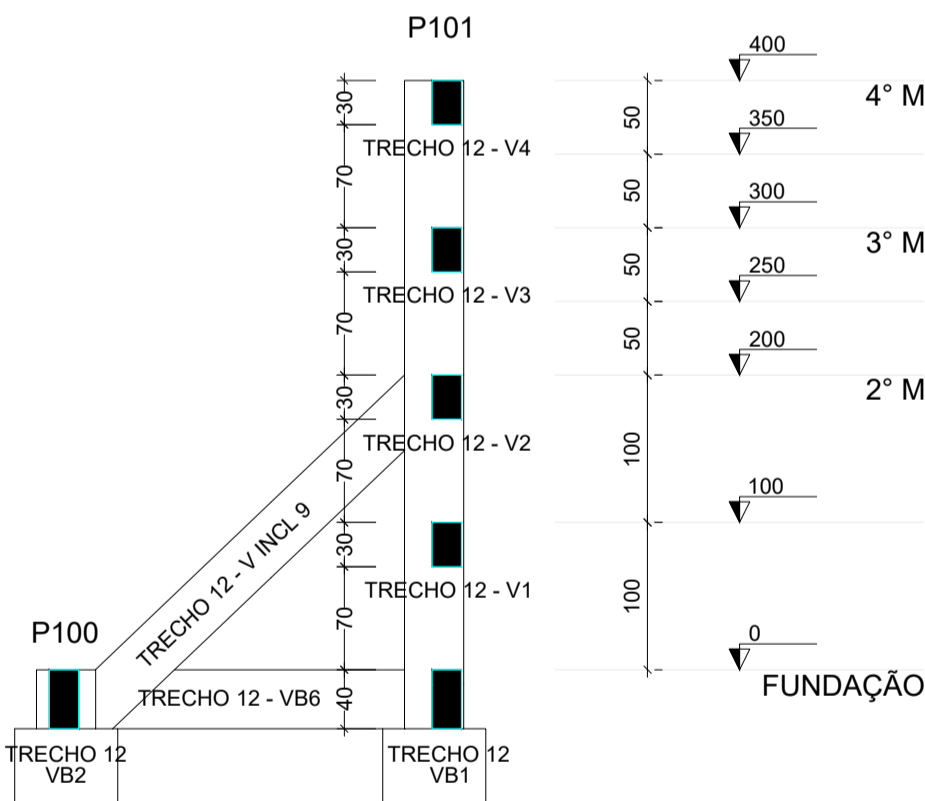 P101
400
30
4° M
50
350
TRECHO 12 - V4
70
50
300
30
3° M
50
250
TRECHO 12 - V3
70
50
200
30
2° M
TRECHO 12 - V2
100
70
100
TRECHO 12 - V INCL 9
30
TRECHO 12 - V1
100
70
P100
0
FUNDAÇÃO
TRECHO 12 - VB6
40
TRECHO 12
VB2
TRECHO 12
VB1